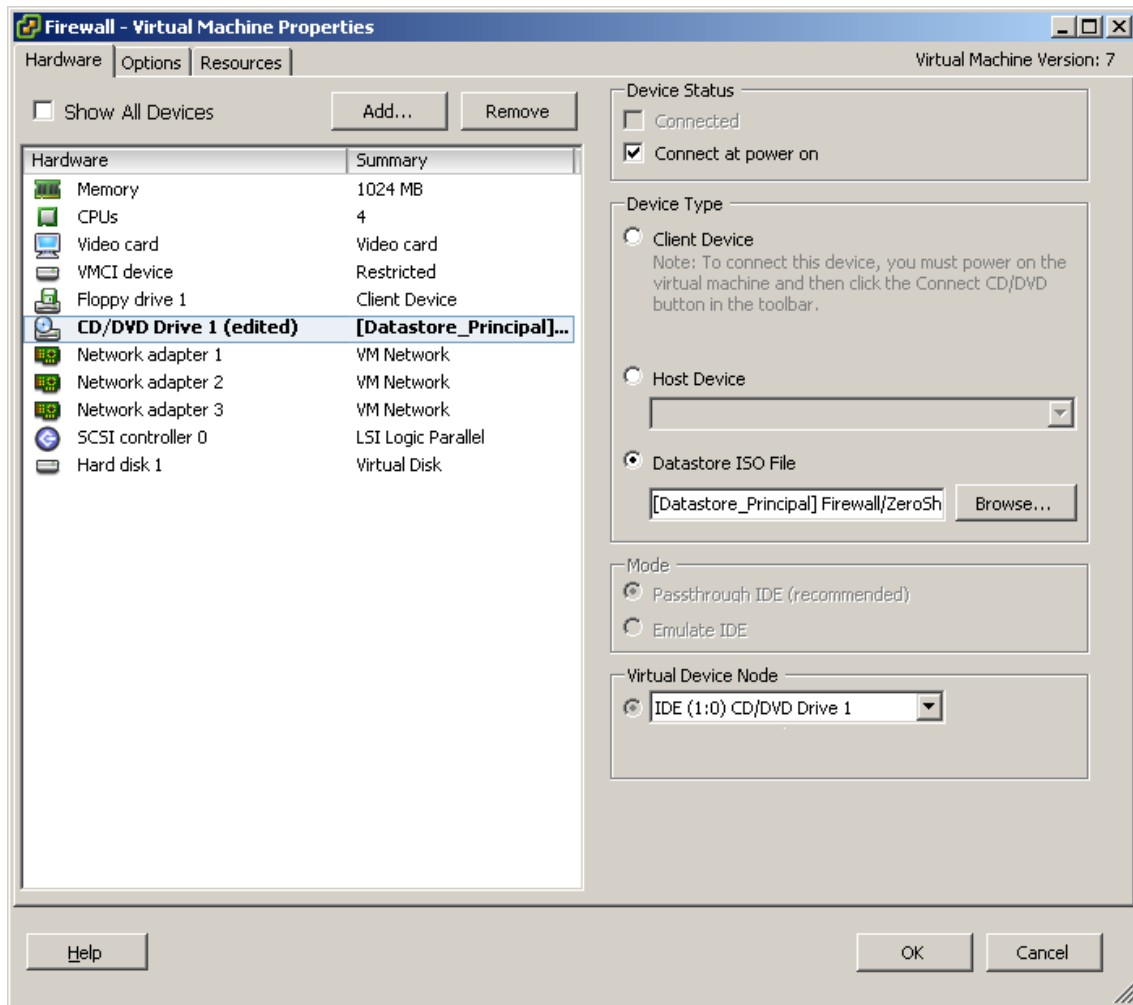 Firewall - Virtual Machine Properties
Hardware Options Resources Virtual Machine Version: 7
Show All Devices Add... Remove
Hardware Summary
Memory 1024 MB
CPUs 4
Video card Video card
VMCI device Restricted
Floppy drive 1 Client Device
CD/DVD Drive 1 (edited) [Datastore_Principal]...
Network adapter 1 VM Network
Network adapter 2 VM Network
Network adapter 3 VM Network
SCSI controller 0 LSI Logic Parallel
Hard disk 1 Virtual Disk
Device Status
Connected
Connect at power on
Device Type
Client Device
Note: To connect this device, you must power on the
virtual machine and then click the Connect CD/DVD
button in the toolbar.
Host Device
Datastore ISO File
[Datastore_Principal] Firewall/ZeroSh Browse...
Mode
Passthrough IDE (recommended)
Emulate IDE
Virtual Device Node
IDE (1:0) CD/DVD Drive 1
Help OK Cancel